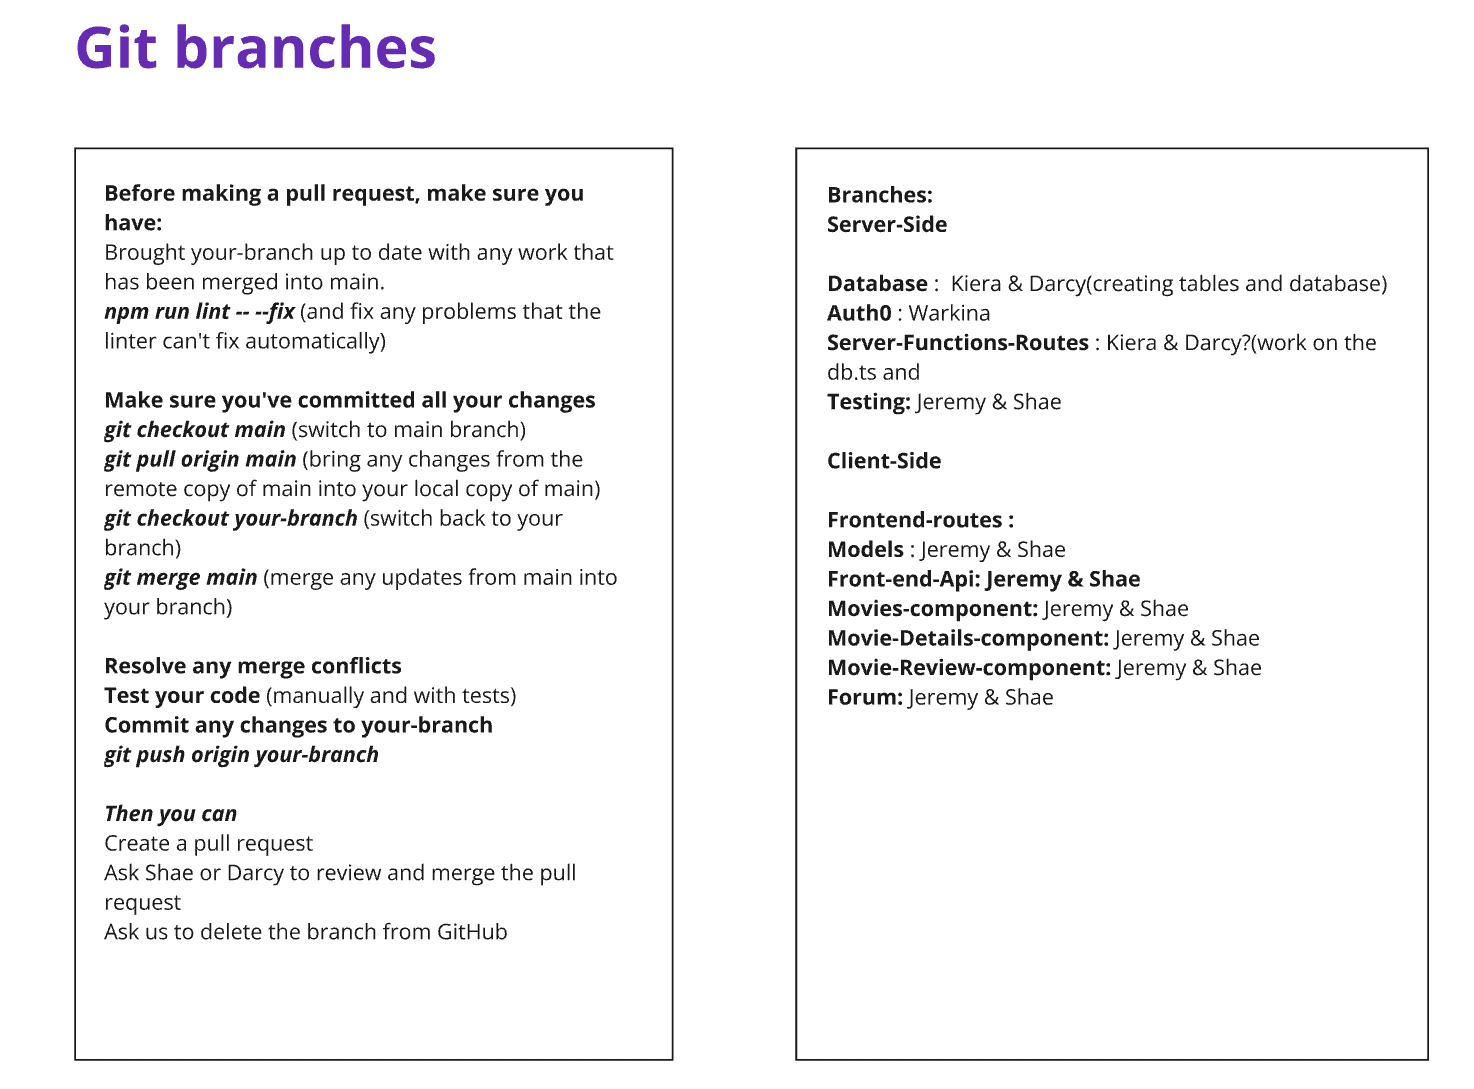 Git branches
Before making a pull request, make sure you
have:
Brought your-branch up to date with any work that
has been merged into main.
npm run lint -- --fix (and fix any problems that the
linter can't fix automatically)
Make sure you've committed all your changes
git checkout main (switch to main branch)
git pull origin main (bring any changes from the
remote copy of main into your local copy of main)
git checkout your-branch (switch back to your
branch)
git merge main (merge any updates from main into
your branch)
Resolve any merge conflicts
Test your code (manually and with tests)
Commit any changes to your-branch
git push origin your-branch
Then you can
Create a pull request
Ask Shae or Darcy to review and merge the pull
request
Ask us to delete the branch from GitHub
Branches:
Server-Side
Database :  Kiera & Darcy(creating tables and database)
Auth0 : Warkina
Server-Functions-Routes : Kiera & Darcy?(work on the
db.ts and
Testing: Jeremy & Shae
Client-Side
Frontend-routes :
Models : Jeremy & Shae
Front-end-Api: Jeremy & Shae
Movies-component: Jeremy & Shae
Movie-Details-component: Jeremy & Shae
Movie-Review-component: Jeremy & Shae
Forum: Jeremy & Shae